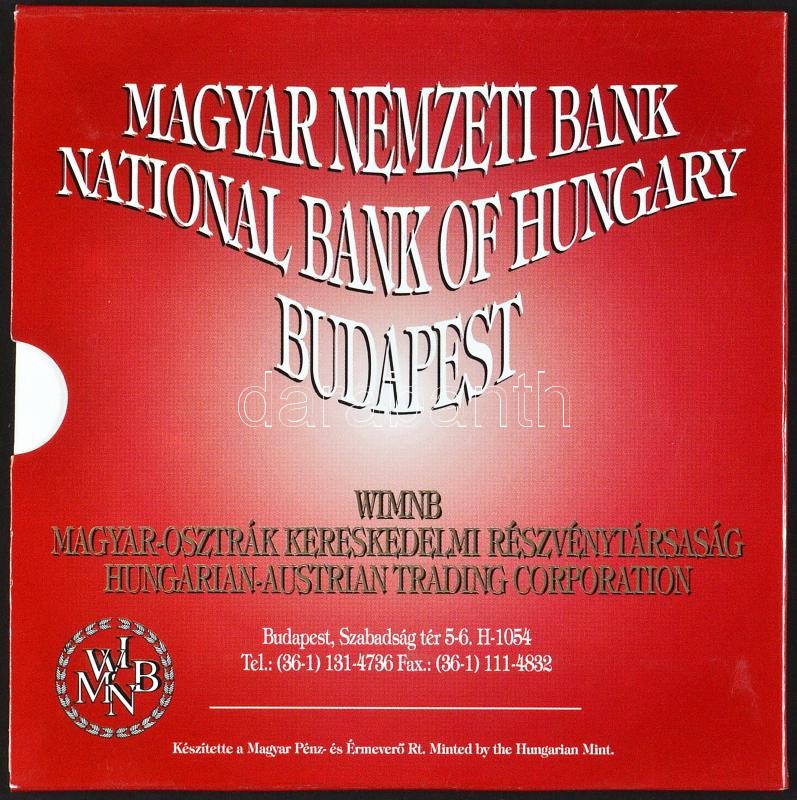 MAGYAR NEMZETI BANK
NATIONAL BANK OF HUNGARY
BUDAPEST
darabanth
WIMNB
MAGYAR-OSZTRÁK KERESKEDELMI RÉSZVÉNYTÁRSASÁG
HUNGARIAN-AUSTRIAN TRADING CORPORATION
Budapest, Szabadság tér 5-6. H-1054
Tel.: (36-1) 131-4736 Fax.: (36-1) 111-4832
WIMNB
Készítette a Magyar Pénz- és Érmeverő Rt. Minted by the Hungarian Mint.